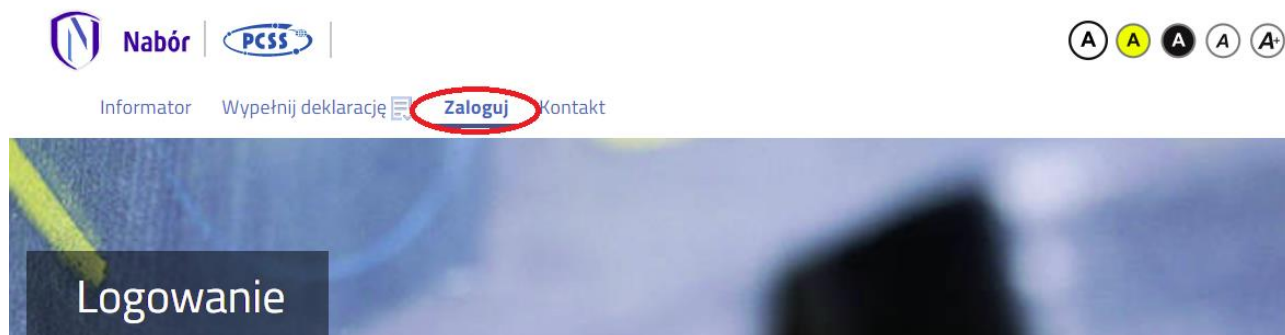 Nabór PCSS A A A A A+
Informator Wypełnij deklarację Zaloguj Kontakt
Logowanie